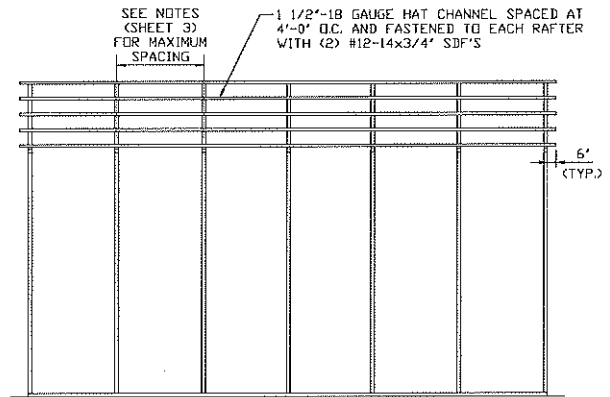 SEE NOTES
(SHEET 3)
FOR MAXIMUM
SPACING
1 1/2"-18 GAUGE HAT CHANNEL SPACED AT
4'-0" O.C. AND FASTENED TO EACH RAFTER
WITH (2) #12-14x3/4" SDF'S
6"
(TYP.)